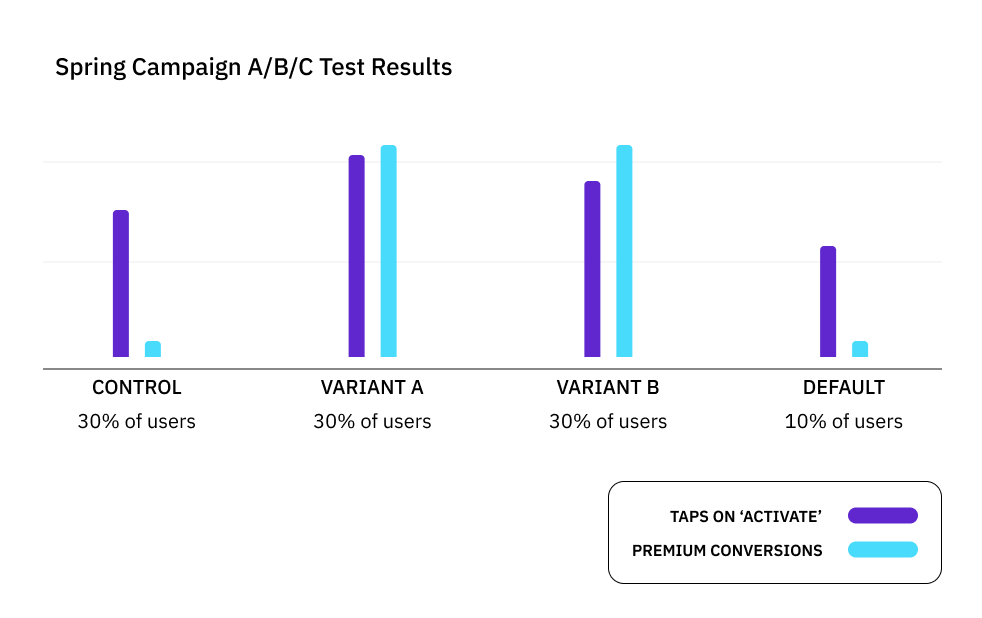 Spring Campaign A/B/C Test Results
CONTROL
30% of users
VARIANT A
30% of users
VARIANT B
30% of users
DEFAULT
10% of users
TAPS ON ‘ACTIVATE’
PREMIUM CONVERSIONS